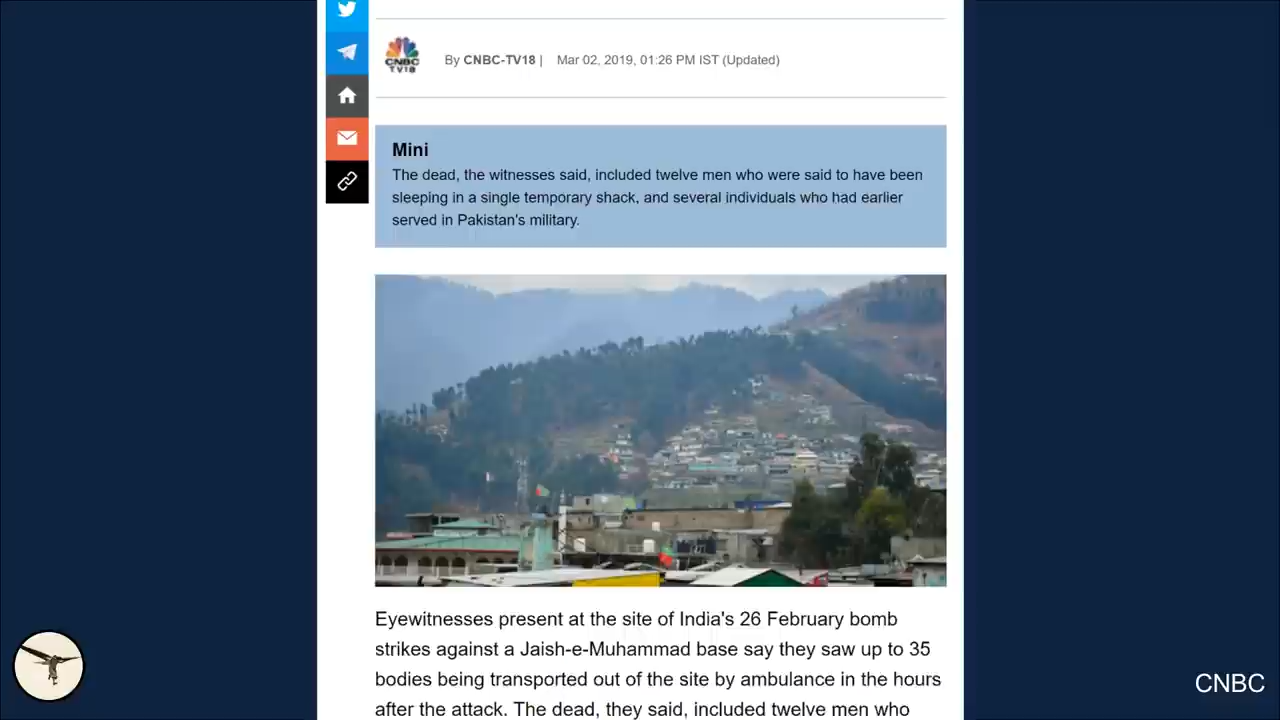 CNBC
TV18
By CNBC-TV18 | Mar 02, 2019, 01:26 PM IST (Updated)
Mini
The dead, the witnesses said, included twelve men who were said to have been
sleeping in a single temporary shack, and several individuals who had earlier
served in Pakistan's military.
Eyewitnesses present at the site of India's 26 February bomb
strikes against a Jaish-e-Muhammad base say they saw up to 35
bodies being transported out of the site by ambulance in the hours
after the attack. The dead, they said, included twelve men who
CNBC